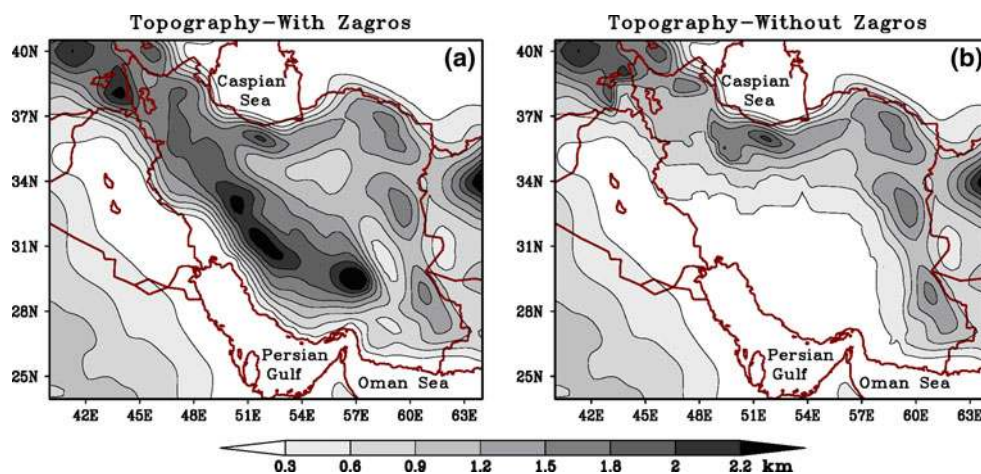 Topography-With Zagros
Topography-Without Zagros
(a)
(b)
Caspian
Sea
Caspian
Sea
40N
37N
34N
31N
28N
25N
40N
37N
34N
31N
28N
25N
Persian
Gulf
Oman Sea
Persian
Gulf
Oman Sea
42E 45E 48E 51E 54E 57E 60E 63E
42E 45E 48E 51E 54E 57E 60E 63E
0.3 0.6 0.9 1.2 1.5 1.8 2 2.2 km